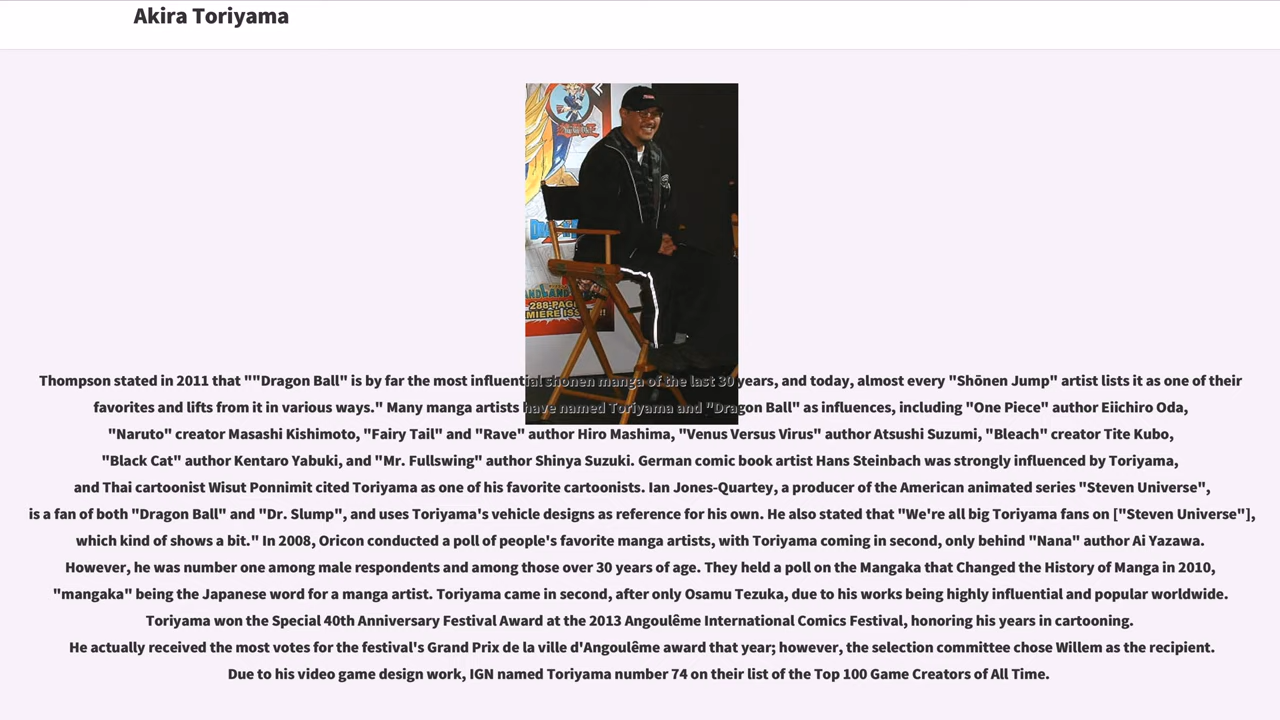 Akira Toriyama
288-PAGE
Thompson stated in 2011 that ""Dragon Ball" is by far the most influential shonen manga of the last 30 years, and today, almost every "Shōnen Jump" artist lists it as one of their
favorites and lifts from it in various ways." Many manga artists have named Toriyama and "Dragon Ball" as influences, including "One Piece" author Eiichiro Oda,
"Naruto" creator Masashi Kishimoto, "Fairy Tail" and "Rave" author Hiro Mashima, "Venus Versus Virus" author Atsushi Suzumi, "Bleach" creator Tite Kubo,
"Black Cat" author Kentaro Yabuki, and "Mr. Fullswing" author Shinya Suzuki. German comic book artist Hans Steinbach was strongly influenced by Toriyama,
and Thai cartoonist Wisut Ponnimit cited Toriyama as one of his favorite cartoonists. Ian Jones-Quartey, a producer of the American animated series "Steven Universe",
is a fan of both "Dragon Ball" and "Dr. Slump", and uses Toriyama's vehicle designs as reference for his own. He also stated that "We're all big Toriyama fans on ["Steven Universe"],
which kind of shows a bit." In 2008, Oricon conducted a poll of people's favorite manga artists, with Toriyama coming in second, only behind "Nana" author Ai Yazawa.
However, he was number one among male respondents and among those over 30 years of age. They held a poll on the Mangaka that Changed the History of Manga in 2010,
"mangaka" being the Japanese word for a manga artist. Toriyama came in second, after only Osamu Tezuka, due to his works being highly influential and popular worldwide.
Toriyama won the Special 40th Anniversary Festival Award at the 2013 Angoulême International Comics Festival, honoring his years in cartooning.
He actually received the most votes for the festival's Grand Prix de la ville d'Angoulême award that year; however, the selection committee chose Willem as the recipient.
Due to his video game design work, IGN named Toriyama number 74 on their list of the Top 100 Game Creators of All Time.